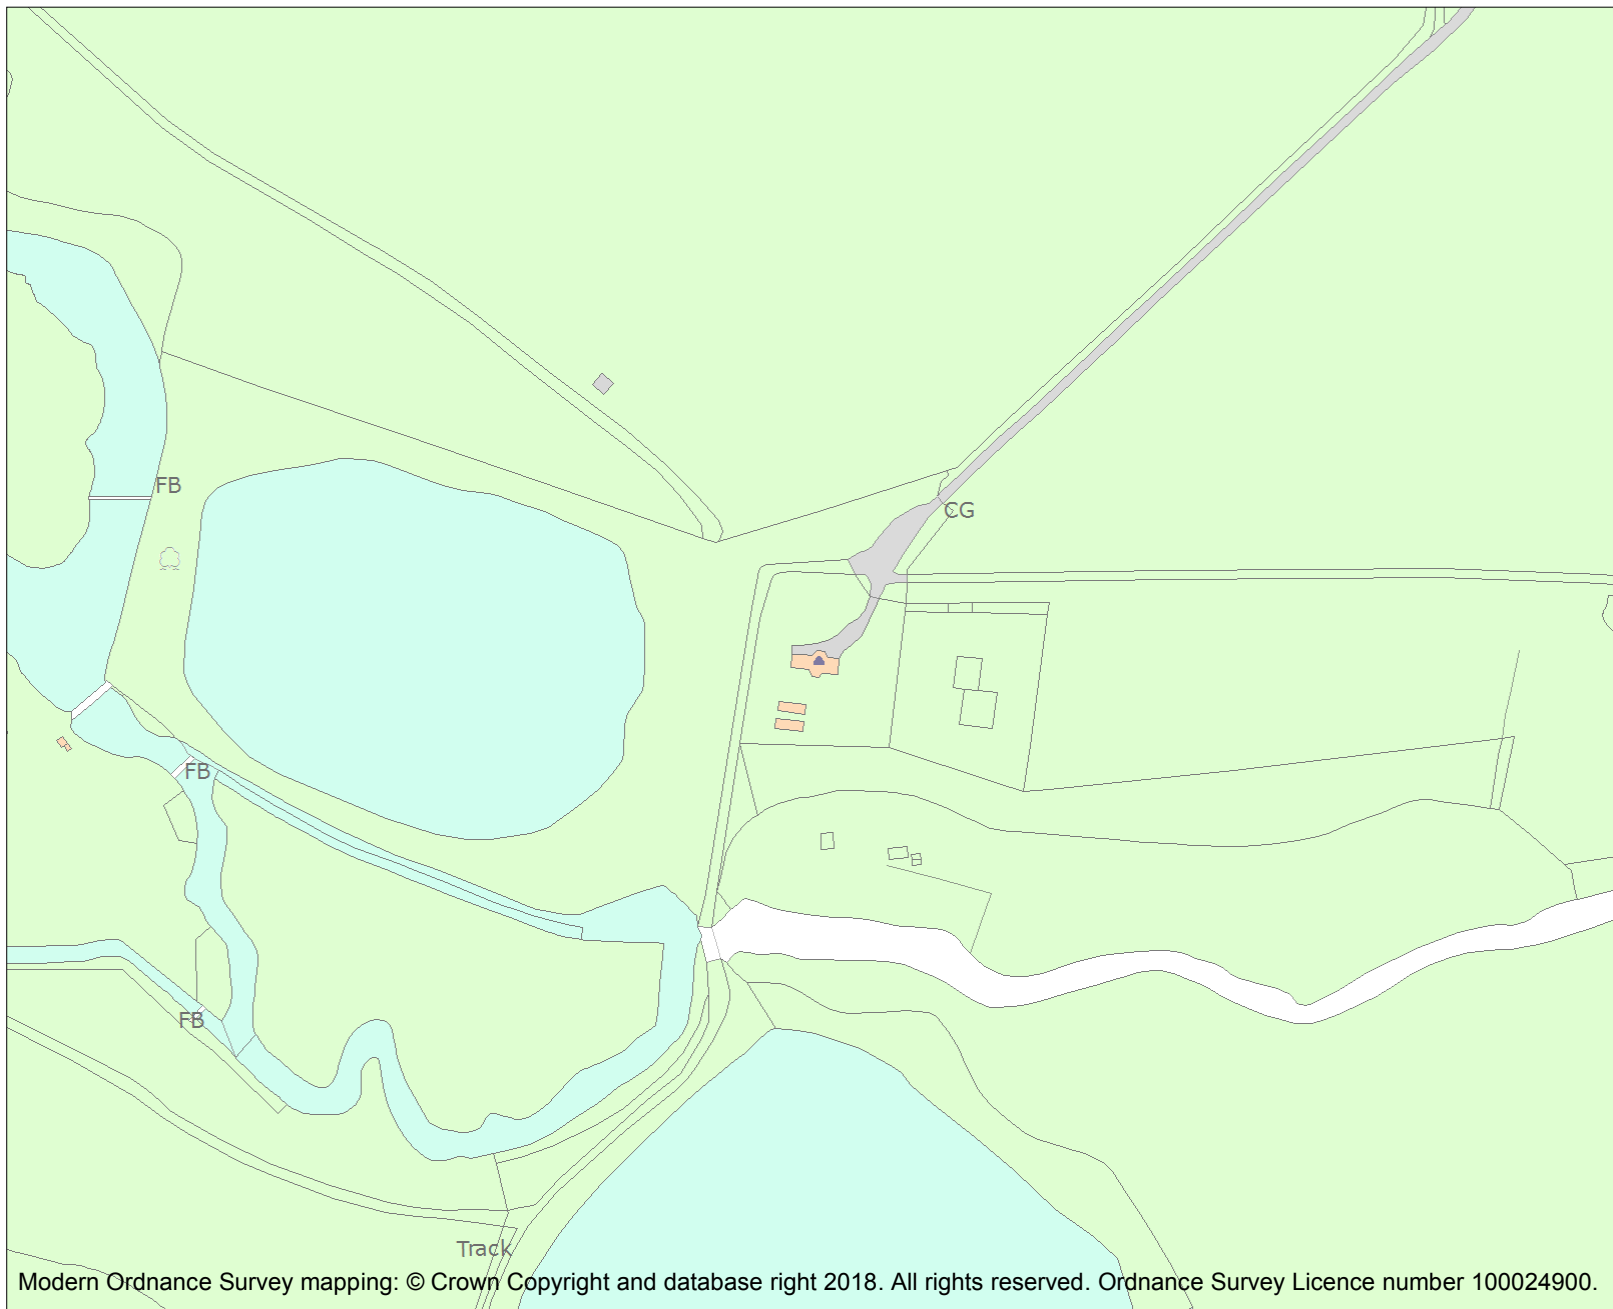 FB
CG
FB
FB
Track
Modern Ordnance Survey mapping: © Crown Copyright and database right 2018. All rights reserved. Ordnance Survey Licence number 100024900.